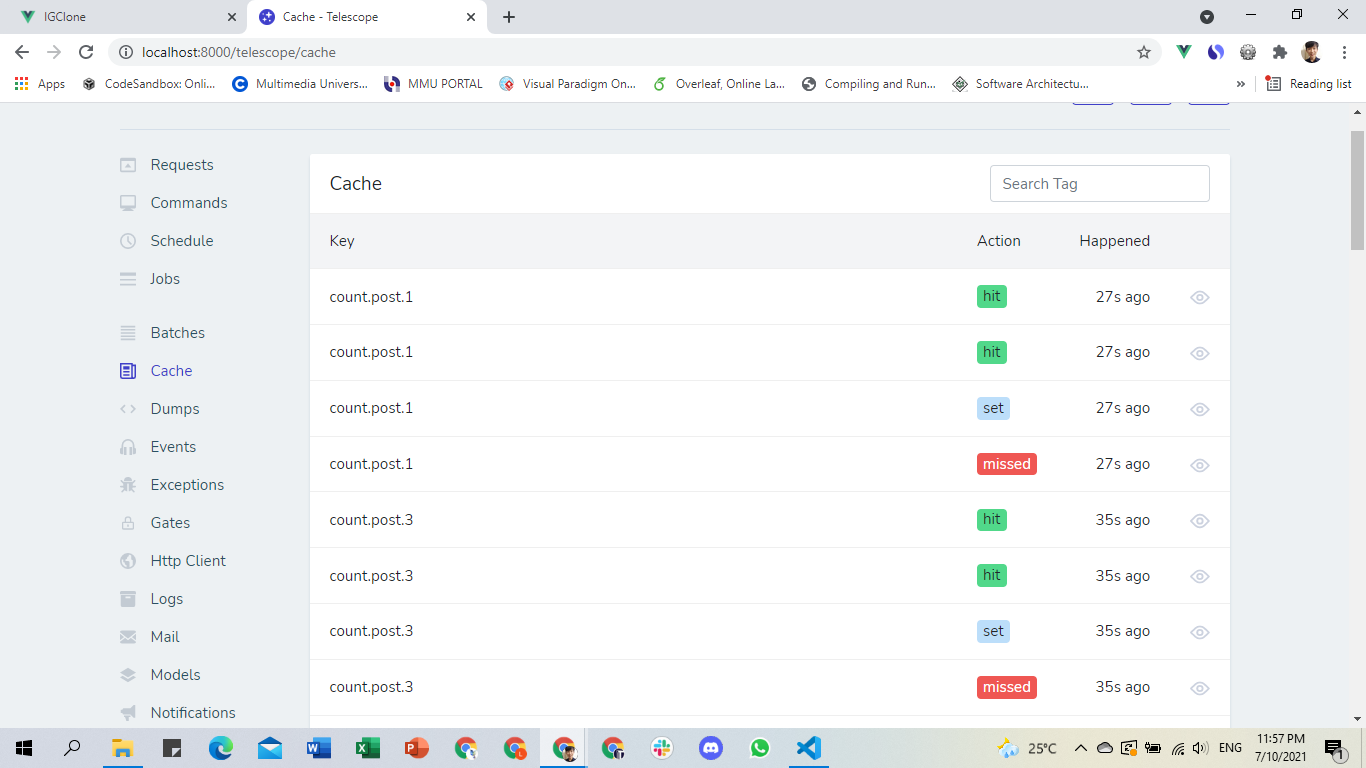 IGClone
Cache - Telescope
localhost:8000/telescope/cache
Apps
CodeSandbox: Onli...
Multimedia Univers...
MMU PORTAL
Visual Paradigm On...
Overleaf, Online La...
Compiling and Run...
Software Architectu...
»
Reading list
Requests
Commands
Schedule
Jobs
Batches
Cache
Dumps
Events
Exceptions
Gates
Http Client
Logs
Mail
Models
Notifications
Cache
Search Tag
Key Action Happened
count.post.1 hit 27s ago
count.post.1 hit 27s ago
count.post.1 set 27s ago
count.post.1 missed 27s ago
count.post.3 hit 35s ago
count.post.3 hit 35s ago
count.post.3 set 35s ago
count.post.3 missed 35s ago
25°C
ENG
11:57 PM
7/10/2021
1